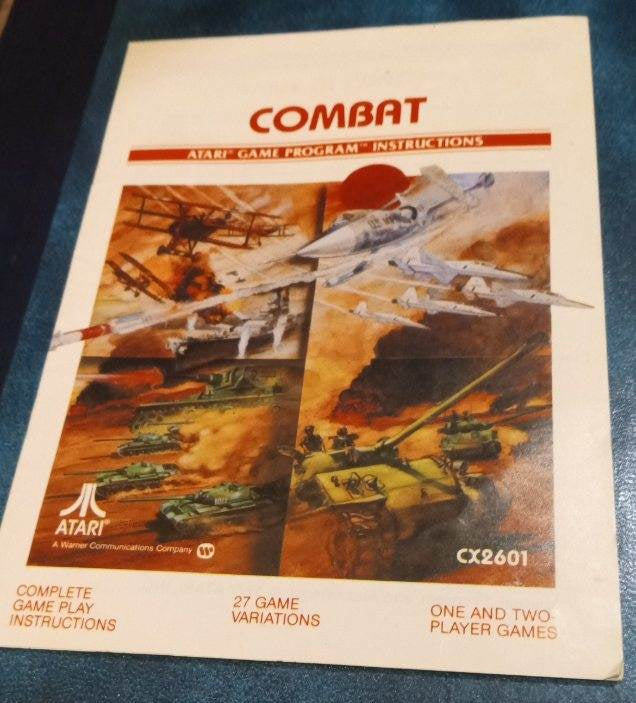 COMBAT
ATARI® GAME PROGRAM™ INSTRUCTIONS
ATARI®
A Warner Communications Company
CX2601
COMPLETE
GAME PLAY
INSTRUCTIONS
27 GAME
VARIATIONS
ONE AND TWO-
PLAYER GAMES